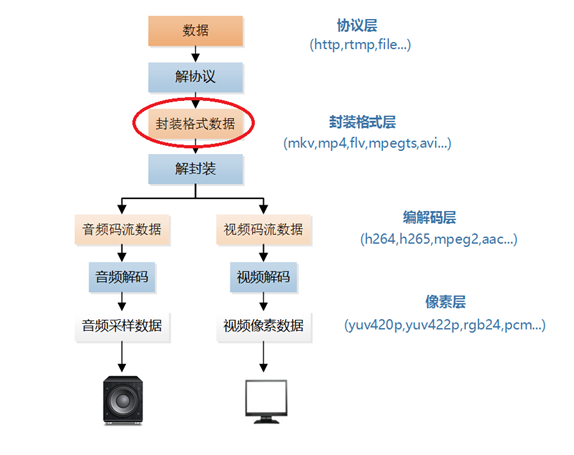 数据
协议层
(http,rtmp,file...)
解协议
封装格式数据
封装格式层
(mkv,mp4,flv,mpegts,avi...)
解封装
音频码流数据
视频码流数据
编解码层
(h264,h265,mpeg2,aac...)
音频解码
视频解码
音频采样数据
视频像素数据
像素层
(yuv420p,yuv422p,rgb24,pcm...)